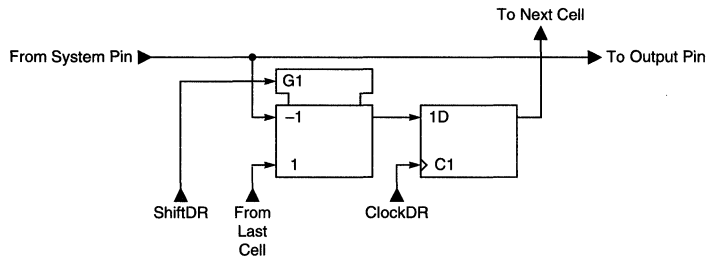 To Next Cell
From System Pin
To Output Pin
G1
–1
1D
1
C1
ShiftDR
From
Last
Cell
ClockDR